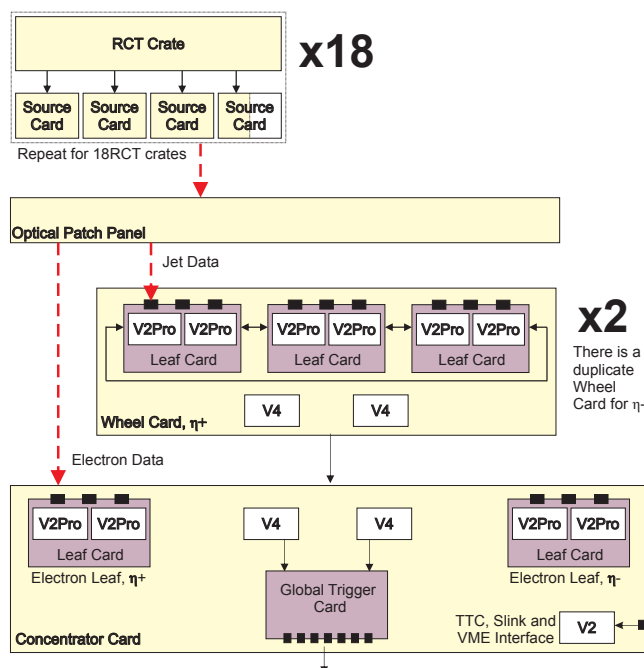 RCT Crate
x18
Source Card
Source Card
Source Card
Source Card
Repeat for 18RCT crates
Optical Patch Panel
Jet Data
V2Pro V2Pro
V2Pro V2Pro
V2Pro V2Pro
Leaf Card
Leaf Card
Leaf Card
x2
There is a
duplicate
Wheel
Card for η-
V4
V4
Wheel Card, η+
Electron Data
V2Pro V2Pro
Leaf Card
Electron Leaf, η+
V4
V4
V2Pro V2Pro
Leaf Card
Electron Leaf, η-
Global Trigger
Card
TTC, Slink and
VME Interface
V2
Concentrator Card